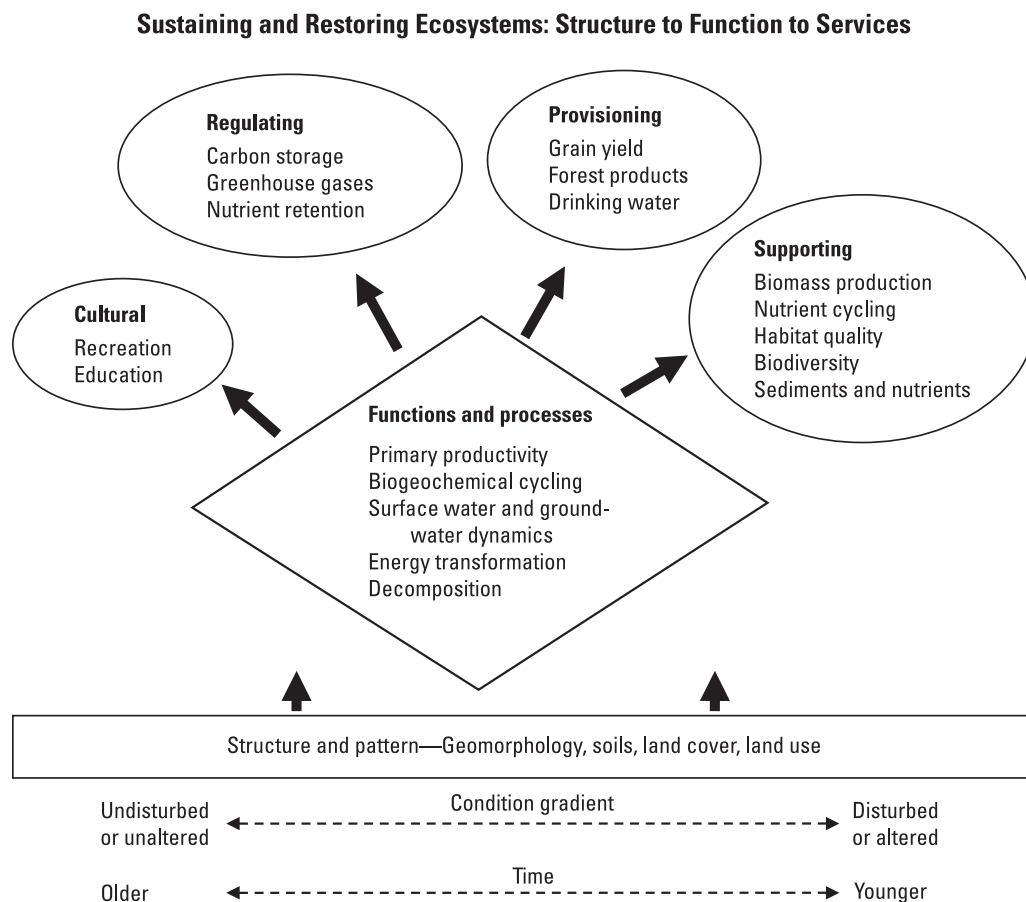 Sustaining and Restoring Ecosystems: Structure to Function to Services
Regulating
Carbon storage
Greenhouse gases
Nutrient retention
Provisioning
Grain yield
Forest products
Drinking water
Supporting
Biomass production
Nutrient cycling
Habitat quality
Biodiversity
Sediments and nutrients
Cultural
Recreation
Education
Functions and processes
Primary productivity
Biogeochemical cycling
Surface water and ground-
water dynamics
Energy transformation
Decomposition
Structure and pattern—Geomorphology, soils, land cover, land use
Undisturbed
or unaltered
Condition gradient
Disturbed
or altered
Older
Time
Younger